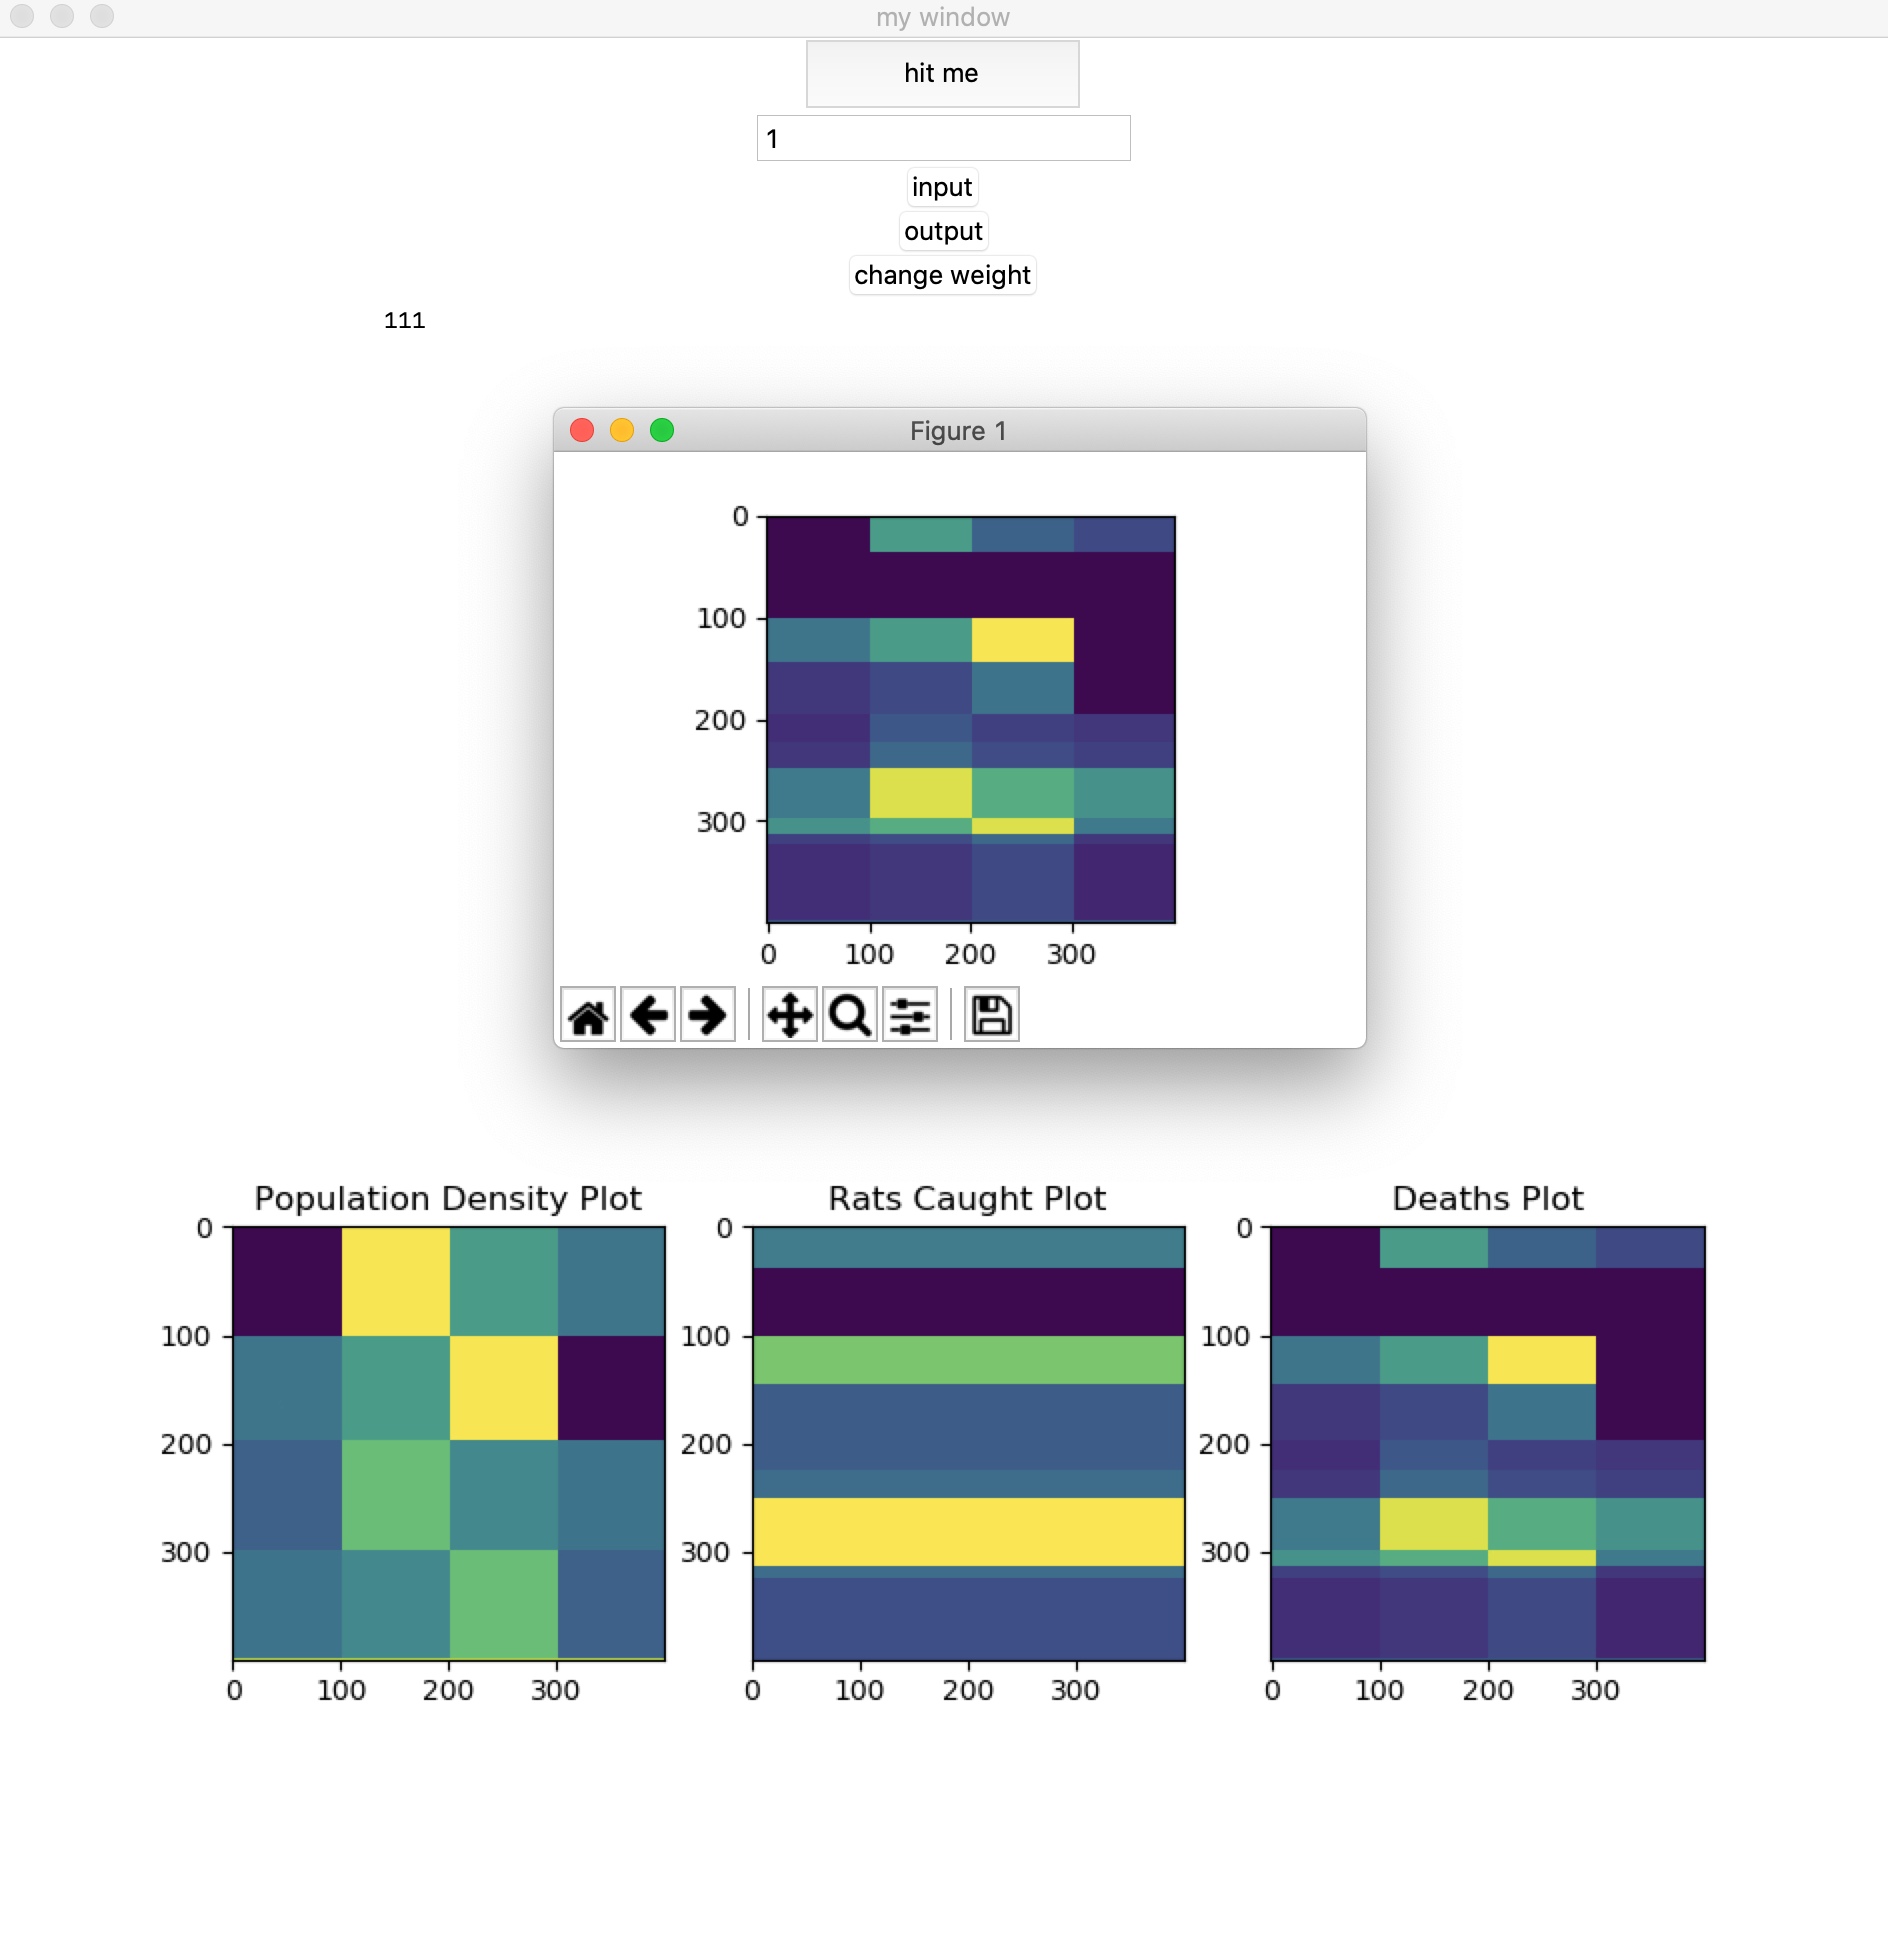 my window
hit me
1
input
output
change weight
111
Figure 1
0
100
200
300
0 100 200 300
Population Density Plot Rats Caught Plot Deaths Plot
0 0 0
100 100 100
200 200 200
300 300 300
0 100 200 300 0 100 200 300 0 100 200 300